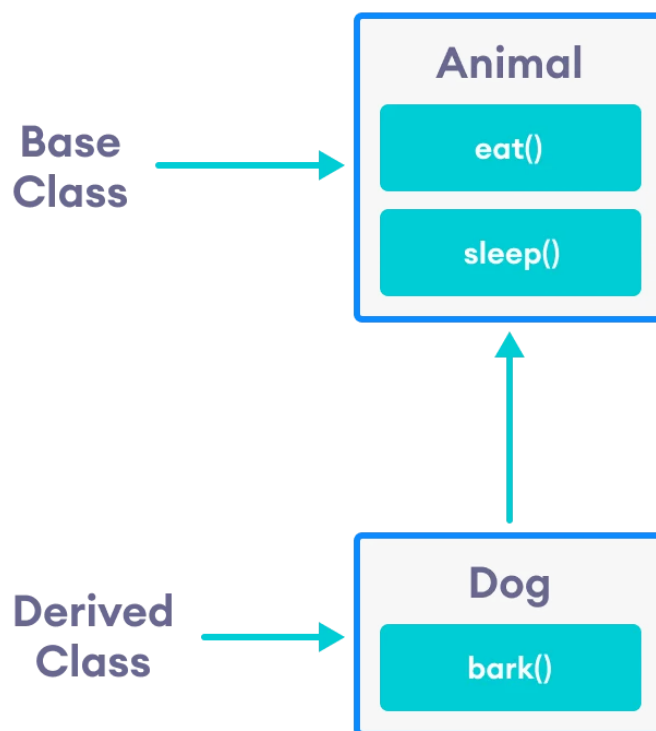 Animal
Base
Class
eat()
sleep()
Dog
Derived
Class
bark()